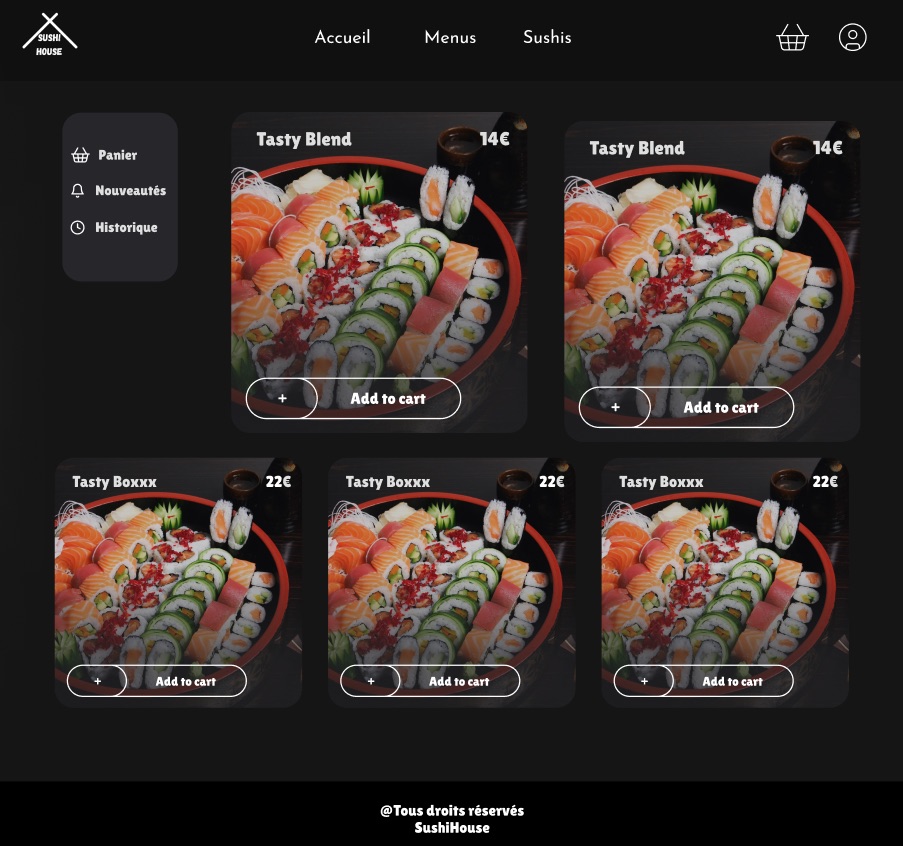 SUSHI
HOUSE
Accueil
Menus
Sushis
Panier
Nouveautés
Historique
Tasty Blend
14€
+
Add to cart
Tasty Blend
14€
+
Add to cart
Tasty Boxxx
22€
+
Add to cart
Tasty Boxxx
22€
+
Add to cart
Tasty Boxxx
22€
+
Add to cart
@Tous droits réservés
SushiHouse